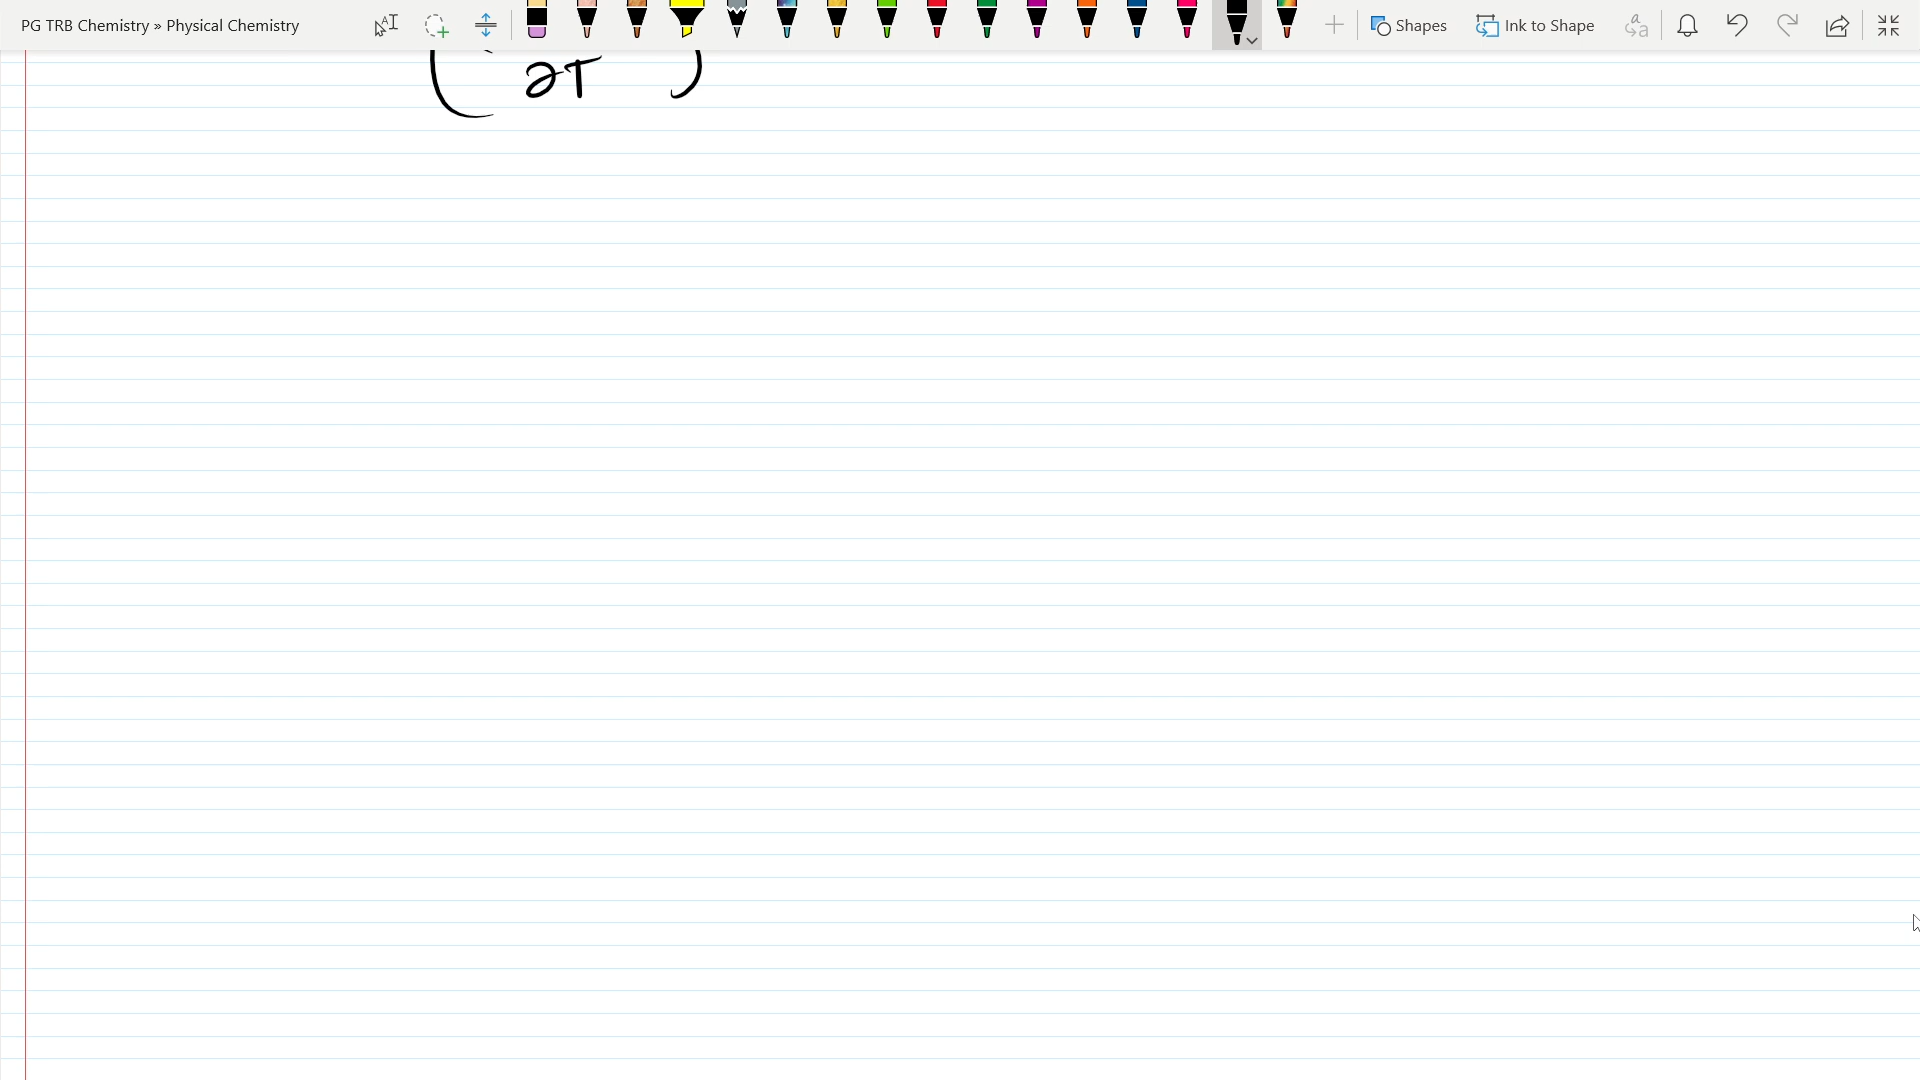 PG TRB Chemistry » Physical Chemistry
Shapes
Ink to Shape
( ∂T )